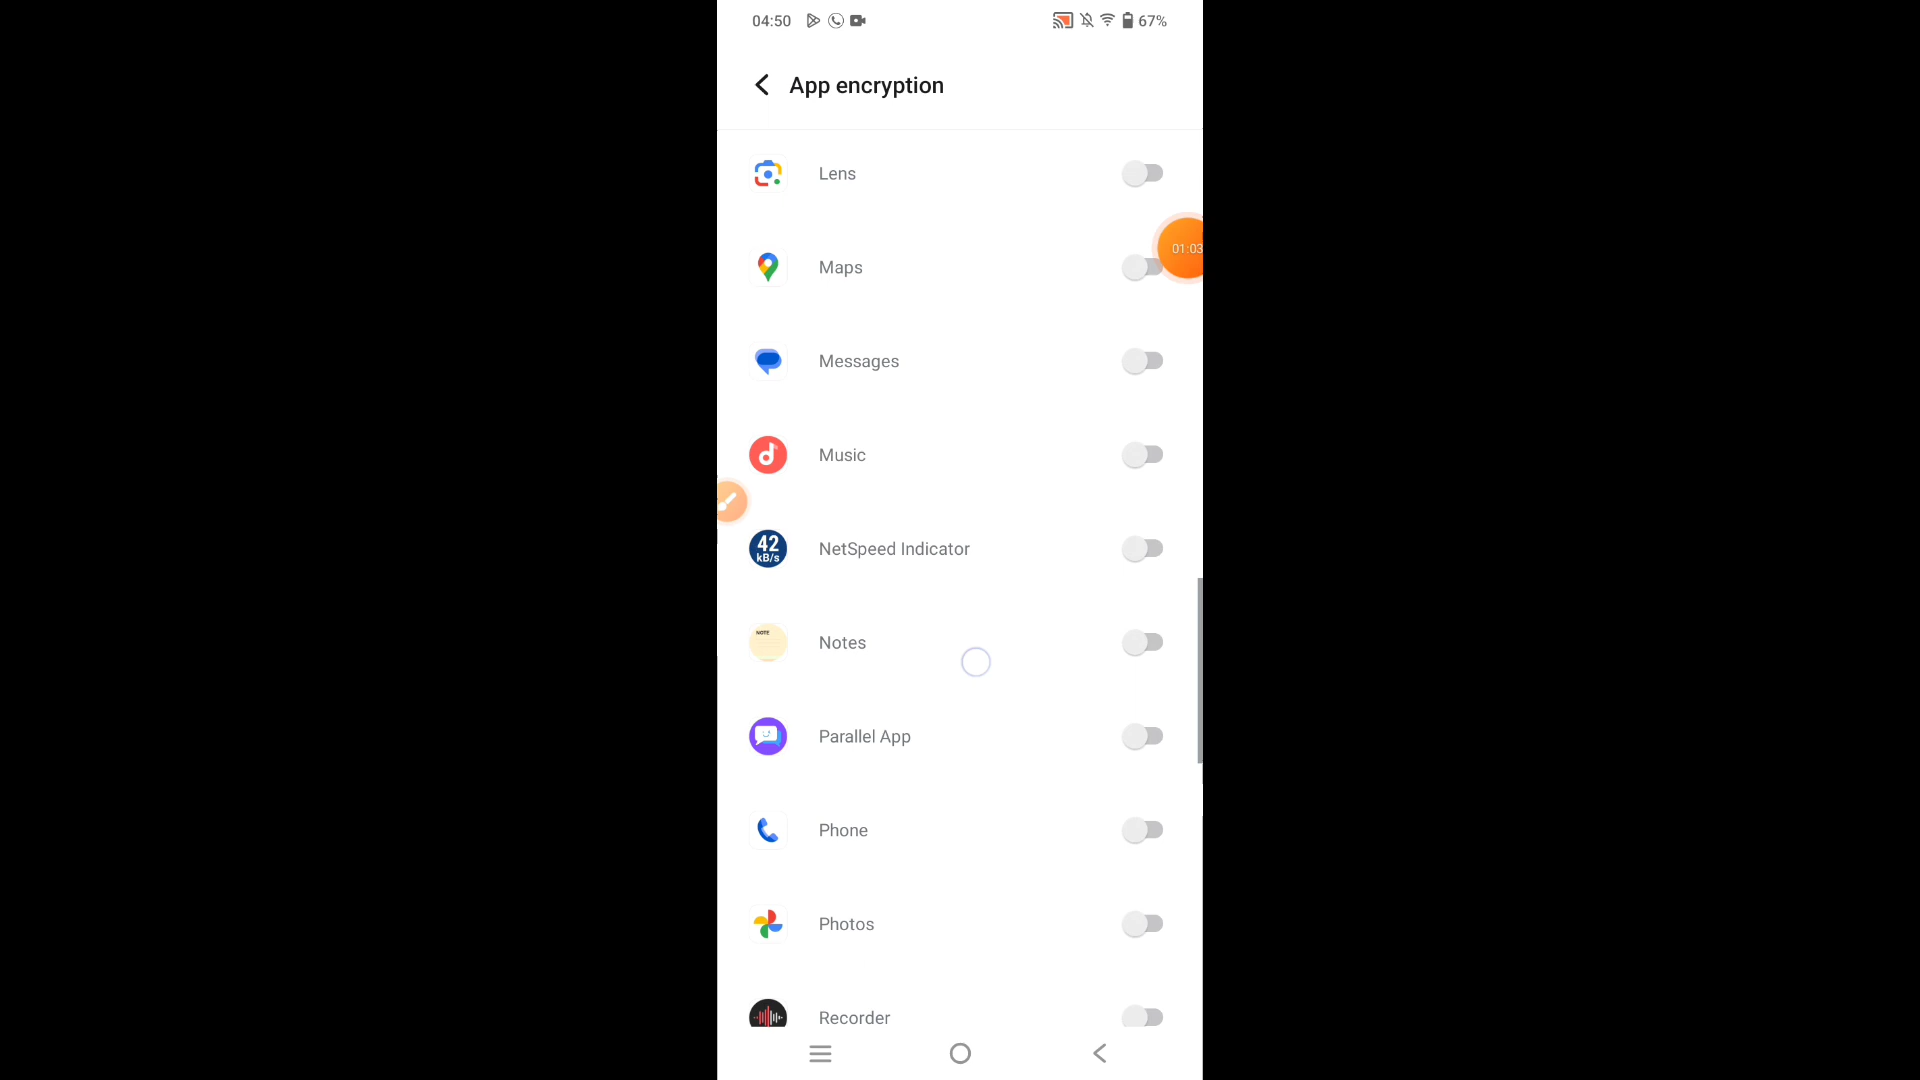 04:50 67%
App encryption
Lens
01:03
Maps
Messages
Music
42
kB/s
NetSpeed Indicator
NOTE
Notes
Parallel App
Phone
Photos
Recorder